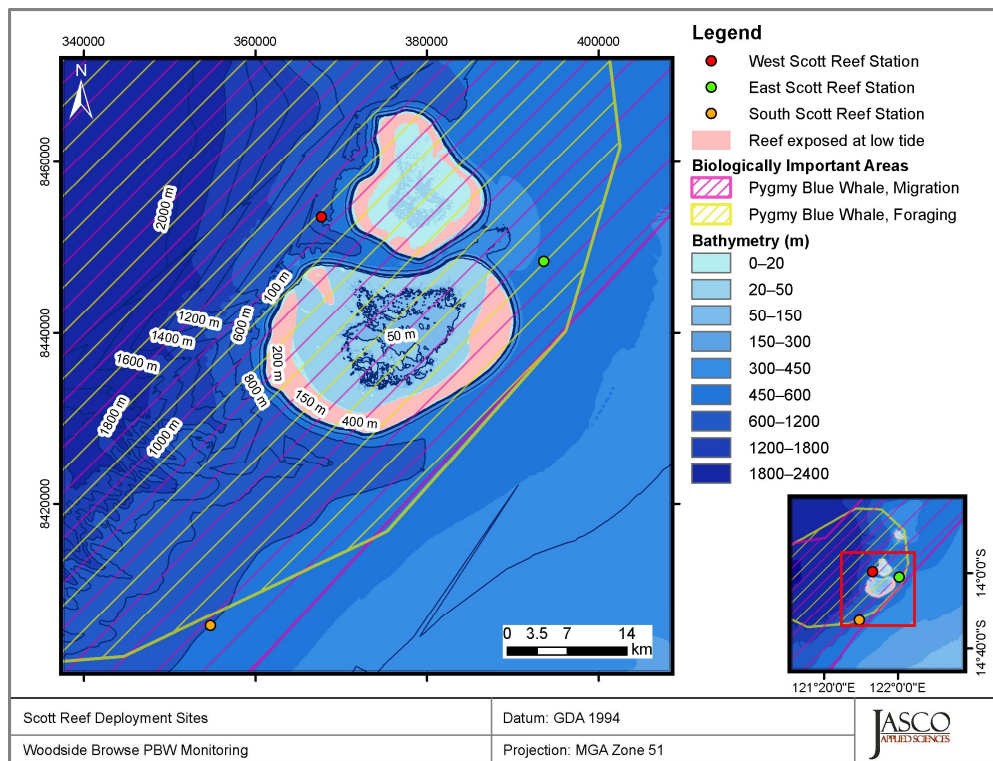 340000
360000
380000
400000
8460000
8440000
8420000
N
2000 m
100 m
1200 m
600 m
1400 m
1600 m
50 m
200 m
800 m
150 m
1800 m
400 m
1000 m
0 3.5 7 14
km
Legend
West Scott Reef Station
East Scott Reef Station
South Scott Reef Station
Reef exposed at low tide
Biologically Important Areas
Pygmy Blue Whale, Migration
Pygmy Blue Whale, Foraging
Bathymetry (m)
0–20
20–50
50–150
150–300
300–450
450–600
600–1200
1200–1800
1800–2400
14°0'0"S
14°40'0"S
121°20'0"E
122°0'0"E
Scott Reef Deployment Sites
Datum: GDA 1994
Woodside Browse PBW Monitoring
Projection: MGA Zone 51
JASCO
APPLIED SCIENCES